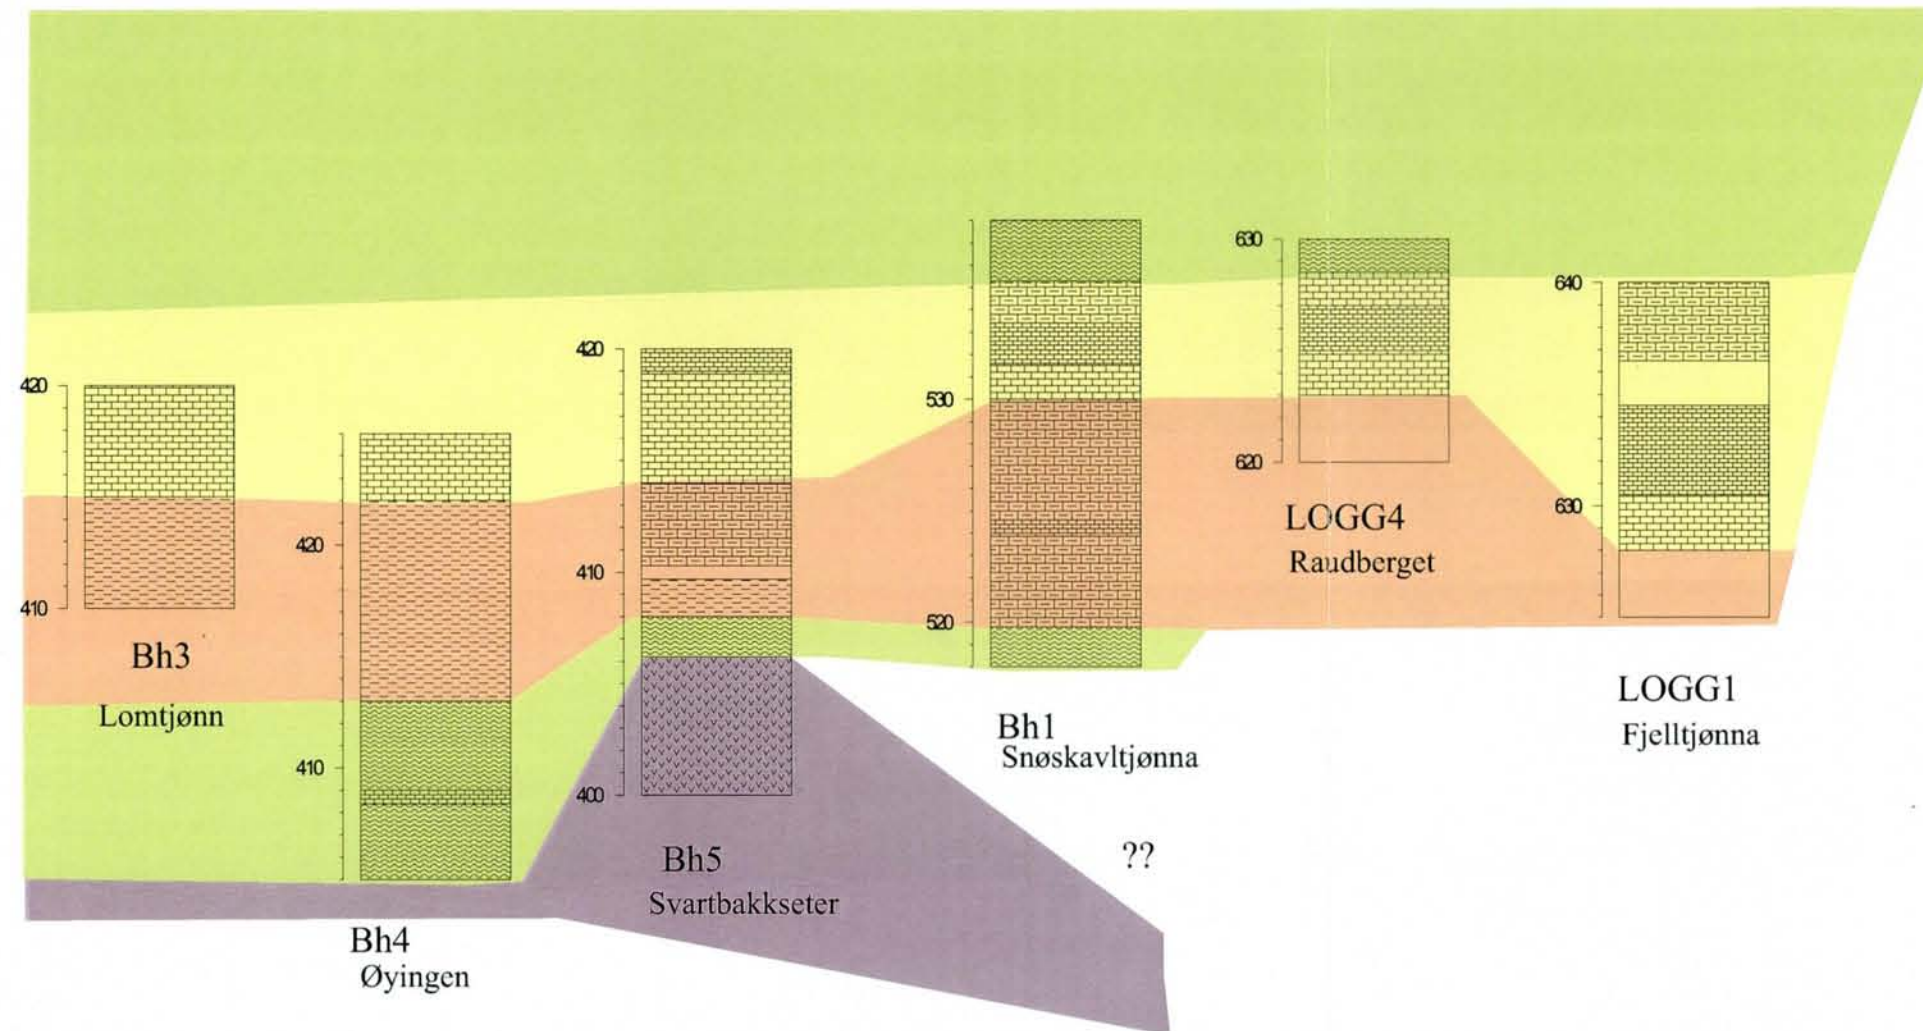 420
410
Bh3
Lomtjønn
420
410
Bh4
Øyingen
420
410
400
Bh5
Svartbakkseter
530
520
Bh1
Snøskavltjønna
??
630
620
LOGG4
Raudberget
640
630
LOGG1
Fjelltjønna